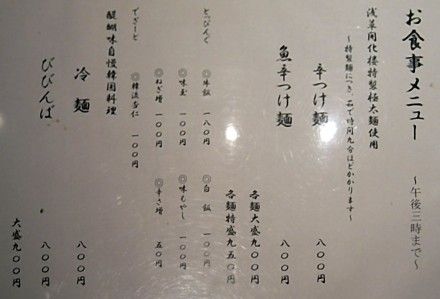 お食事メニュー ～午後三時まで～
浅草開化楼特製極太麺使用
～特製麺につき、茹で時間九分ほどかかります～
辛つけ麺 八〇〇円
魚辛つけ麺 八〇〇円
各麺大盛九〇〇円
各麺特盛九五〇円
とっぴんぐ
◎半飯 一八〇円
◎白飯 一〇〇円
◎味玉 一〇〇円
◎味もやし 一〇〇円
◎ねぎ増 一〇〇円
◎辛さ増 五〇円
でざーと
◎韓流杏仁 一〇〇円
醍醐味自慢韓国料理
冷麺 八〇〇円
びびんば 八〇〇円
大盛九〇〇円